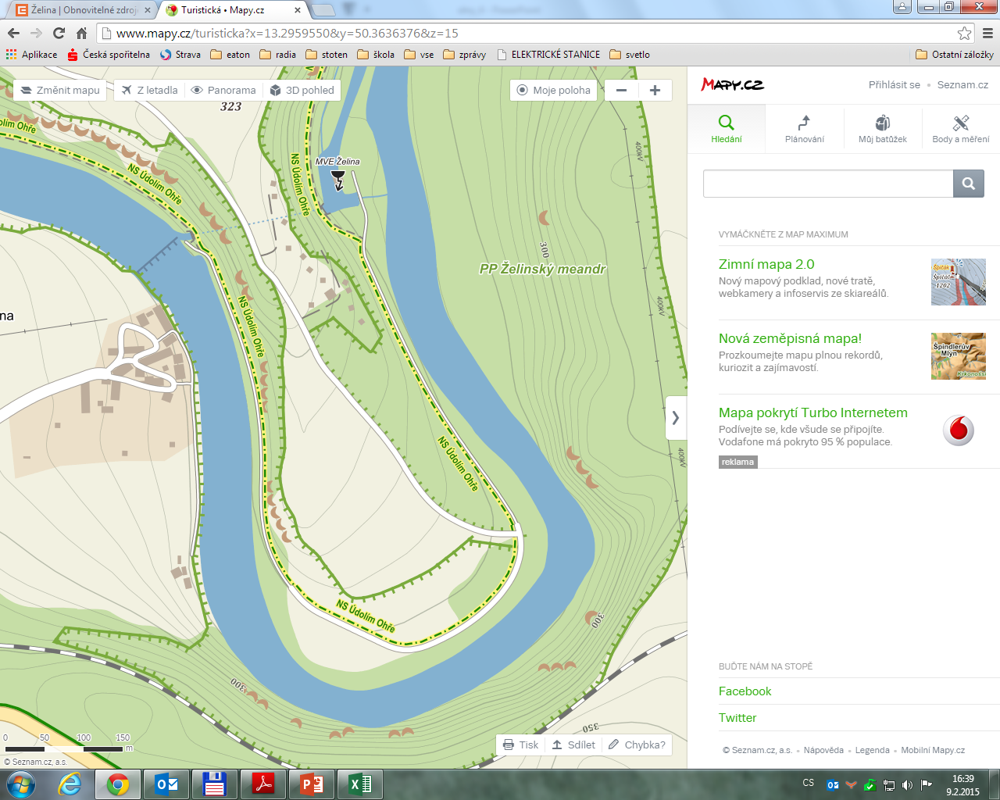 Želina | Obnovitelné zdroj
Turistická • Mapy.cz
www.mapy.cz/turisticka?x=13.2959550&y=50.3636376&z=15
Aplikace
Česká spořitelna
Strava
eaton
radia
stoten
škola
vse
zprávy
ELEKTRICKÉ STANICE
svetlo
Ostatní záložky
Změnit mapu
Z letadla
Panorama
3D pohled
Moje poloha
323
NS Údolím Ohře
NS Údolím Ohře
NS Údolím Ohře
MVE Želina
400kV
300
PP Želinský meandr
400kV
na
NS Údolím Ohře
NS Údolím Ohře
400kV
NS Údolím Ohře
300
300
350
0 50 100 150
m
© Seznam.cz, a.s.
Tisk
Sdílet
Chybka?
Mapy.cz
Přihlásit se • Seznam.cz
Hledání
Plánování
Můj batůžek
Body a měření
VYMÁČKNĚTE Z MAP MAXIMUM
Zimní mapa 2.0
Nový mapový podklad, nové tratě,
webkamery a infoservis ze skiareálů.
Špičák
Špičál
1202
Nová zeměpisná mapa!
Prozkoumejte mapu plnou rekordů,
kuriozit a zajímavostí.
Špindlerův
Mlýn
Krkonoš
Mapa pokrytí Turbo Internetem
Podívejte se, kde všude se připojíte.
Vodafone má pokryto 95 % populace.
reklama
BUĎTE NÁM NA STOPĚ
Facebook
Twitter
© Seznam.cz, a.s. • Nápověda • Legenda • Mobilní Mapy.cz
CS
16:39
9.2.2015